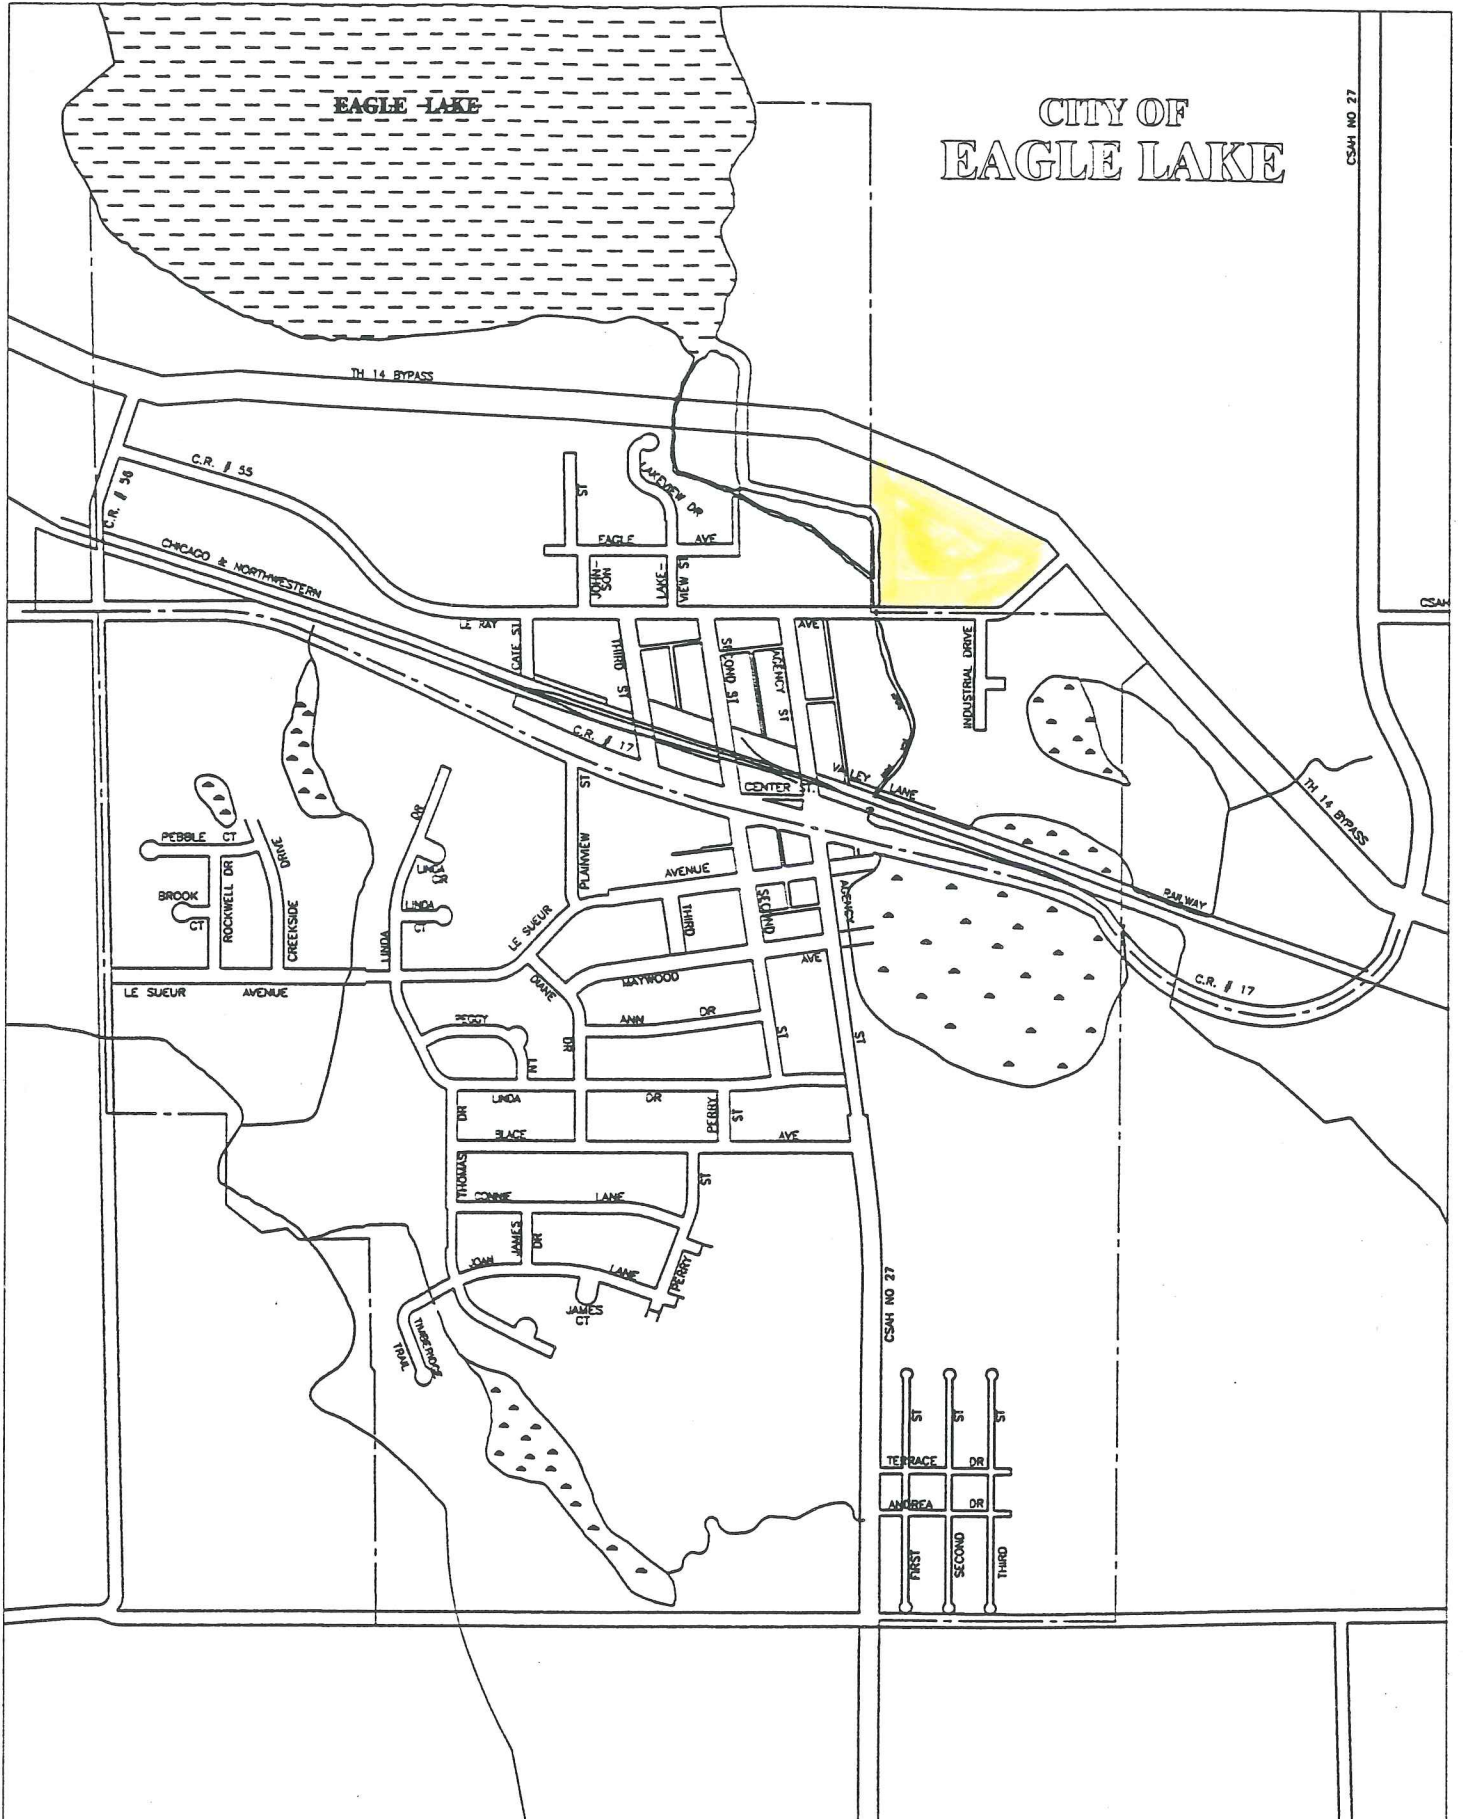 EAGLE LAKE
CITY OF
EAGLE LAKE
CSAH NO 27
TH 14 BYPASS
C.R. # 55
C.R. # 56
ST
LAKEVIEW DR
EAGLE AVE
JOHN-
SON
LAKE-
VIEW ST
CHICAGO & NORTHWESTERN
CSAH
LE RAY AVE
CATE ST
THIRD ST
SECOND ST
AGENCY ST
INDUSTRIAL DRIVE
C.R. # 17
VALLEY LANE
CENTER ST.
TH 14 BYPASS
PEBBLE CT
DRIVE
DR
PLAINVIEW ST
LINDA
AVENUE
BROOK
CT
ROCKWELL DR
CREEKSIDE
LINDA
LINDA
CT
LE SUEUR
THIRD
SECOND
AGENCY
RAILWAY
LE SUEUR AVENUE
DIANE
DR
MAYWOOD
AVE
C.R. # 17
PEGGY
LN
ANN DR
ST
ST
LINDA DR
DR
PERRY
ST
BLACE AVE
THOMAS
CONNIE LANE
ST
JAMES
DR
JOAN LANE
PERRY
JAMES
CT
TIMBERIDGE
TRAIL
CSAH NO 27
ST
ST
ST
TERRACE DR
ANDREA DR
FIRST
SECOND
THIRD